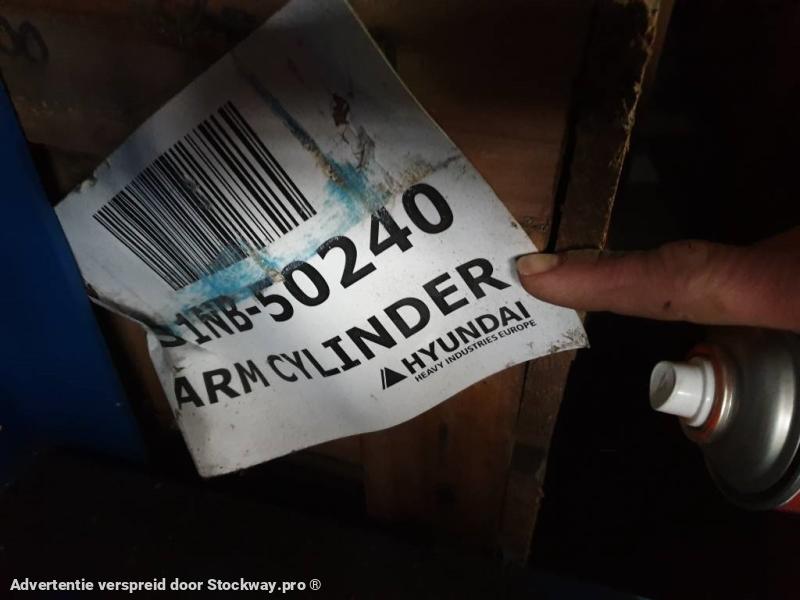 31NB-50240
ARM CYLINDER
HYUNDAI
HEAVY INDUSTRIES EUROPE
Advertentie verspreid door Stockway.pro ®